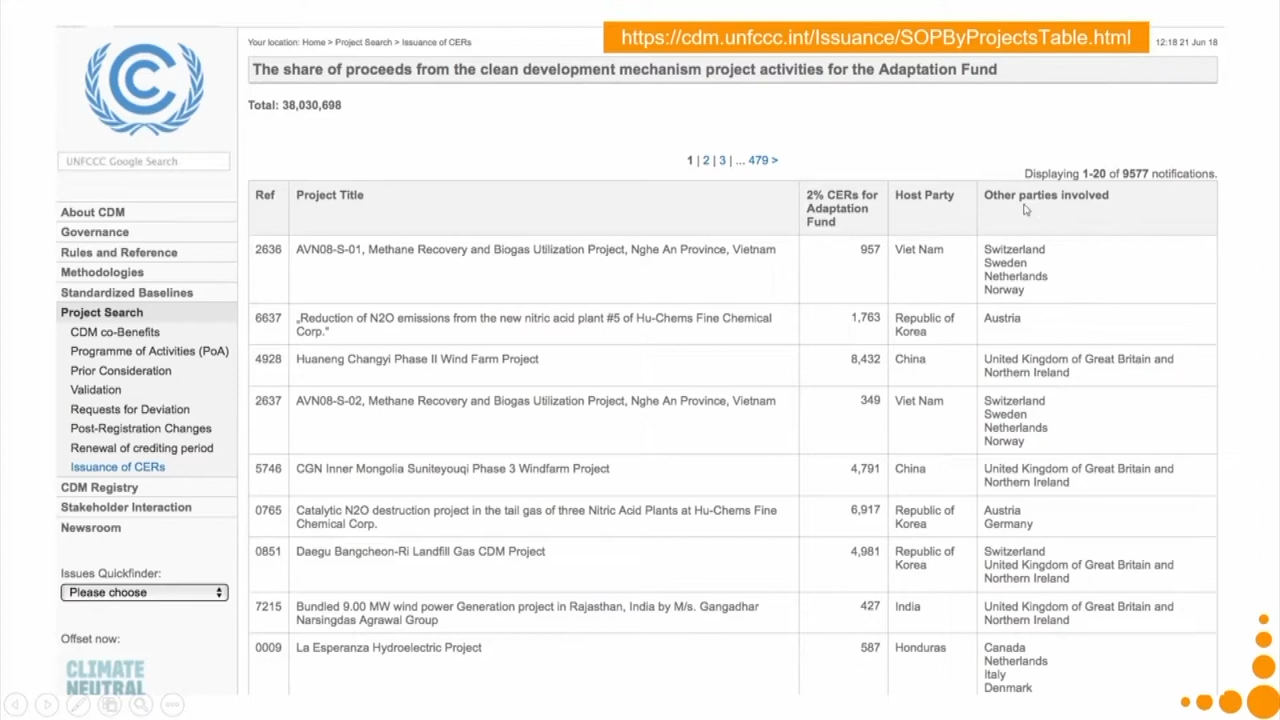 https://cdm.unfccc.int/Issuance/SOPByProjectsTable.html
Your location: Home > Project Search > Issuance of CERs
12:18 21 Jun 18
The share of proceeds from the clean development mechanism project activities for the Adaptation Fund
Total: 38,030,698
UNFCCC Google Search
1 | 2 | 3 | ... 479 >
Displaying 1-20 of 9577 notifications.
About CDM
Governance
Rules and Reference
Methodologies
Standardized Baselines
Project Search
CDM co-Benefits
Programme of Activities (PoA)
Prior Consideration
Validation
Requests for Deviation
Post-Registration Changes
Renewal of crediting period
Issuance of CERs
CDM Registry
Stakeholder Interaction
Newsroom
Issues Quickfinder:
Please choose
Offset now:
CLIMATE
NEUTRAL
Ref
Project Title
2% CERs for
Adaptation
Fund
Host Party
Other parties involved
2636
AVN08-S-01, Methane Recovery and Biogas Utilization Project, Nghe An Province, Vietnam
957
Viet Nam
Switzerland
Sweden
Netherlands
Norway
6637
„Reduction of N2O emissions from the new nitric acid plant #5 of Hu-Chems Fine Chemical
Corp.“
1,763
Republic of
Korea
Austria
4928
Huaneng Changyi Phase II Wind Farm Project
8,432
China
United Kingdom of Great Britain and
Northern Ireland
2637
AVN08-S-02, Methane Recovery and Biogas Utilization Project, Nghe An Province, Vietnam
349
Viet Nam
Switzerland
Sweden
Netherlands
Norway
5746
CGN Inner Mongolia Suniteyouqi Phase 3 Windfarm Project
4,791
China
United Kingdom of Great Britain and
Northern Ireland
0765
Catalytic N2O destruction project in the tail gas of three Nitric Acid Plants at Hu-Chems Fine
Chemical Corp.
6,917
Republic of
Korea
Austria
Germany
0851
Daegu Bangcheon-Ri Landfill Gas CDM Project
4,981
Republic of
Korea
Switzerland
United Kingdom of Great Britain and
Northern Ireland
7215
Bundled 9.00 MW wind power Generation project in Rajasthan, India by M/s. Gangadhar
Narsingdas Agrawal Group
427
India
United Kingdom of Great Britain and
Northern Ireland
0009
La Esperanza Hydroelectric Project
587
Honduras
Canada
Netherlands
Italy
Denmark